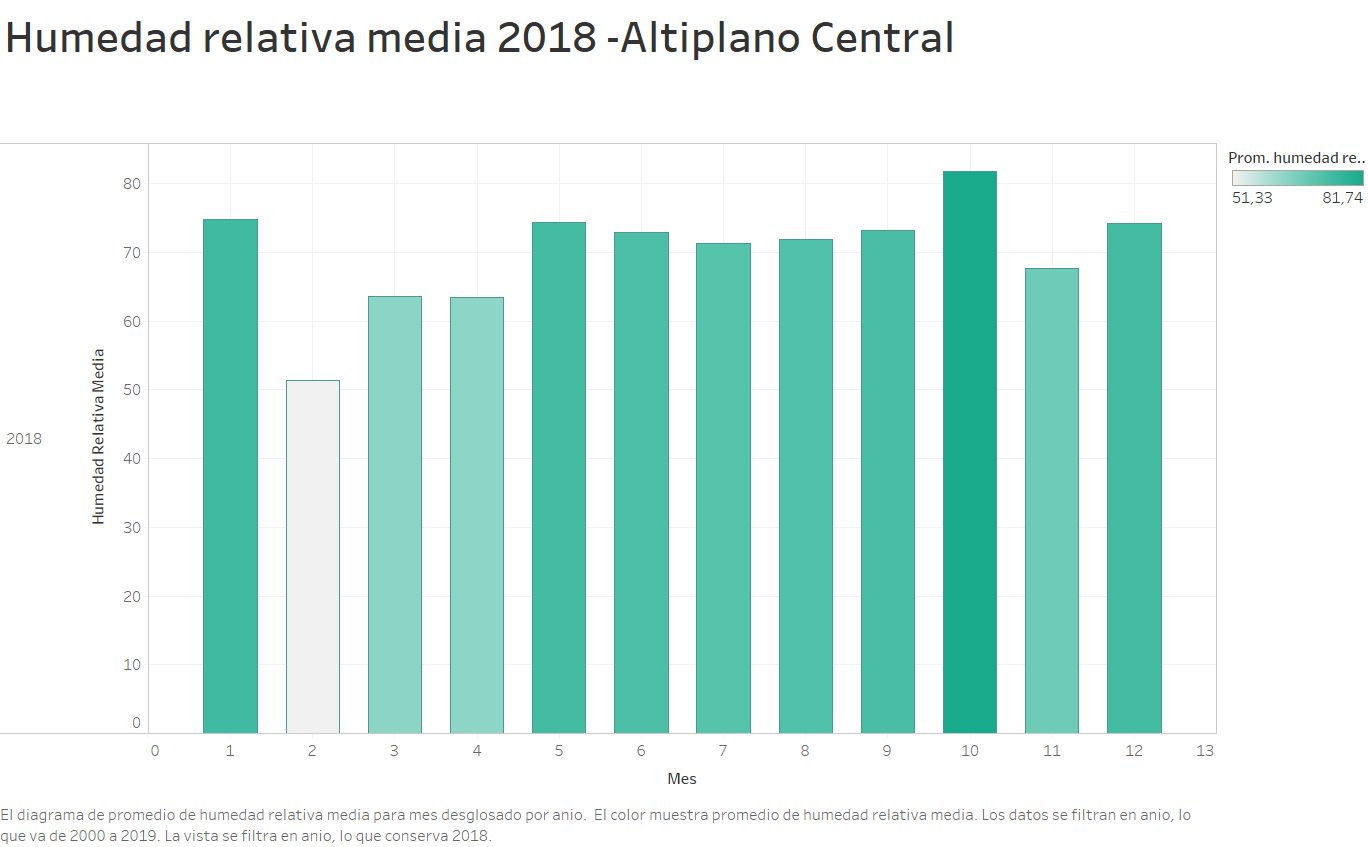 Humedad relativa media 2018 -Altiplano Central
Prom. humedad re..
51,33 81,74
2018
Humedad Relativa Media
80
70
60
50
40
30
20
10
0
0 1 2 3 4 5 6 7 8 9 10 11 12 13
Mes
El diagrama de promedio de humedad relativa media para mes desglosado por anio. El color muestra promedio de humedad relativa media. Los datos se filtran en anio, lo
que va de 2000 a 2019. La vista se filtra en anio, lo que conserva 2018.